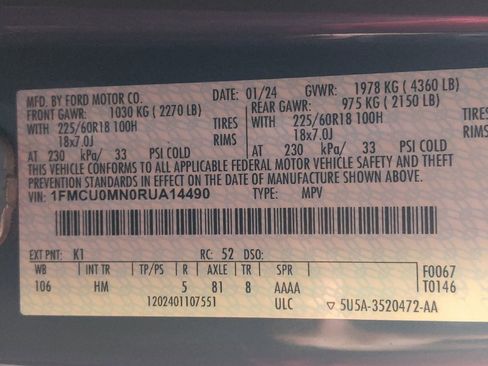 MFD. BY FORD MOTOR CO. DATE: 01/24 GVWR: 1978 KG ( 4360 LB)
FRONT GAWR: 1030 KG ( 2270 LB) REAR GAWR: 975 KG ( 2150 LB)
WITH 225/60R18 100H TIRES WITH 225/60R18 100H TIRES
18x7.0J RIMS 18x7.0J RIMS
AT 230 kPa/ 33 PSI COLD AT 230 kPa/ 33 PSI COLD
THIS VEHICLE CONFORMS TO ALL APPLICABLE FEDERAL MOTOR VEHICLE SAFETY AND THEFT
PREVENTION STANDARDS IN EFFECT ON THE DATE OF MANUFACTURE SHOWN ABOVE.
VIN: 1FMCU0MN0RUA14490 TYPE: MPV
EXT PNT: K1 RC: 52 DSO:
WB INT TR TP/PS R AXLE TR SPR F0067
106 HM 5 81 8 AAAA T0146
1202401107551 ULC ▽ 5U5A-3520472-AA